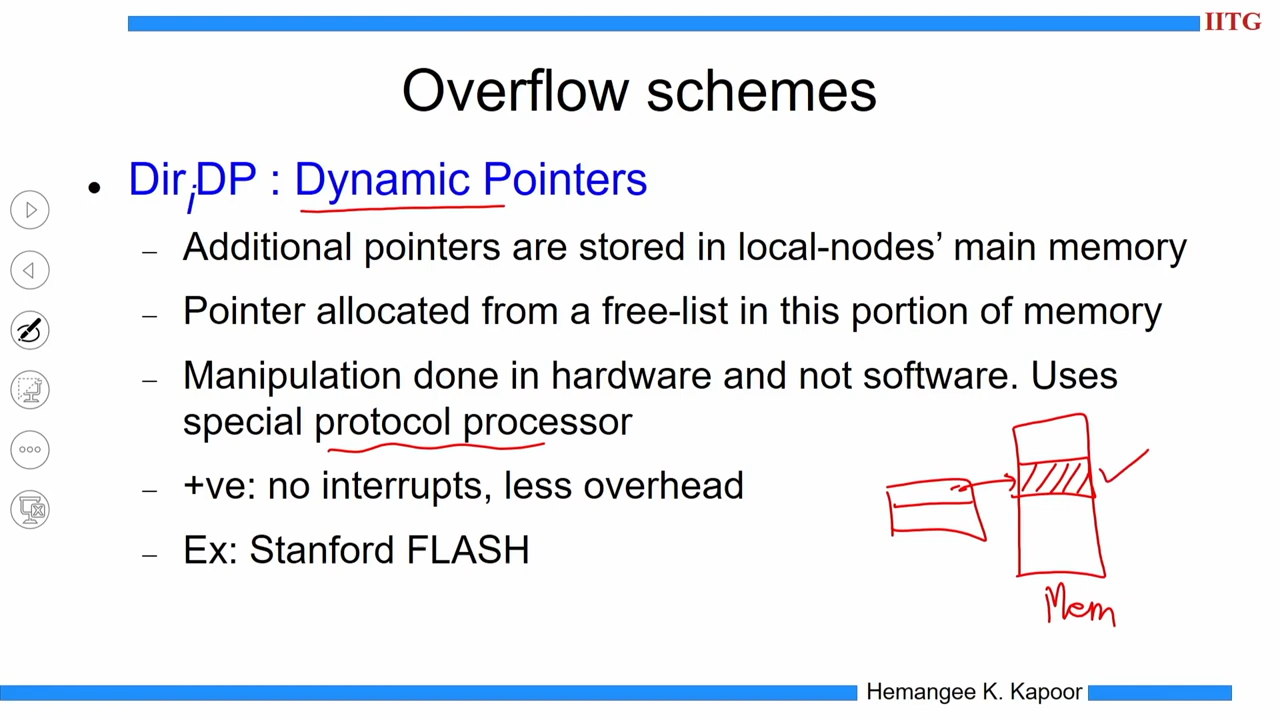 IITG
Overflow schemes
• DiriDP : Dynamic Pointers
– Additional pointers are stored in local-nodes’ main memory
– Pointer allocated from a free-list in this portion of memory
– Manipulation done in hardware and not software. Uses
special protocol processor
– +ve: no interrupts, less overhead
– Ex: Stanford FLASH
Mem
Hemangee K. Kapoor